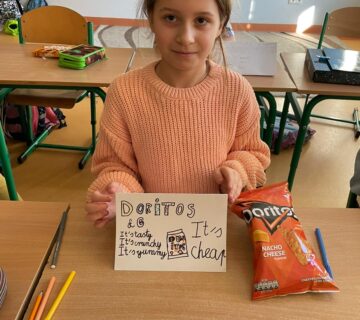 DORITOS
It's tasty
It's crunchy
It's yummy
It's
cheap
Doritos
NACHO
CHEESE